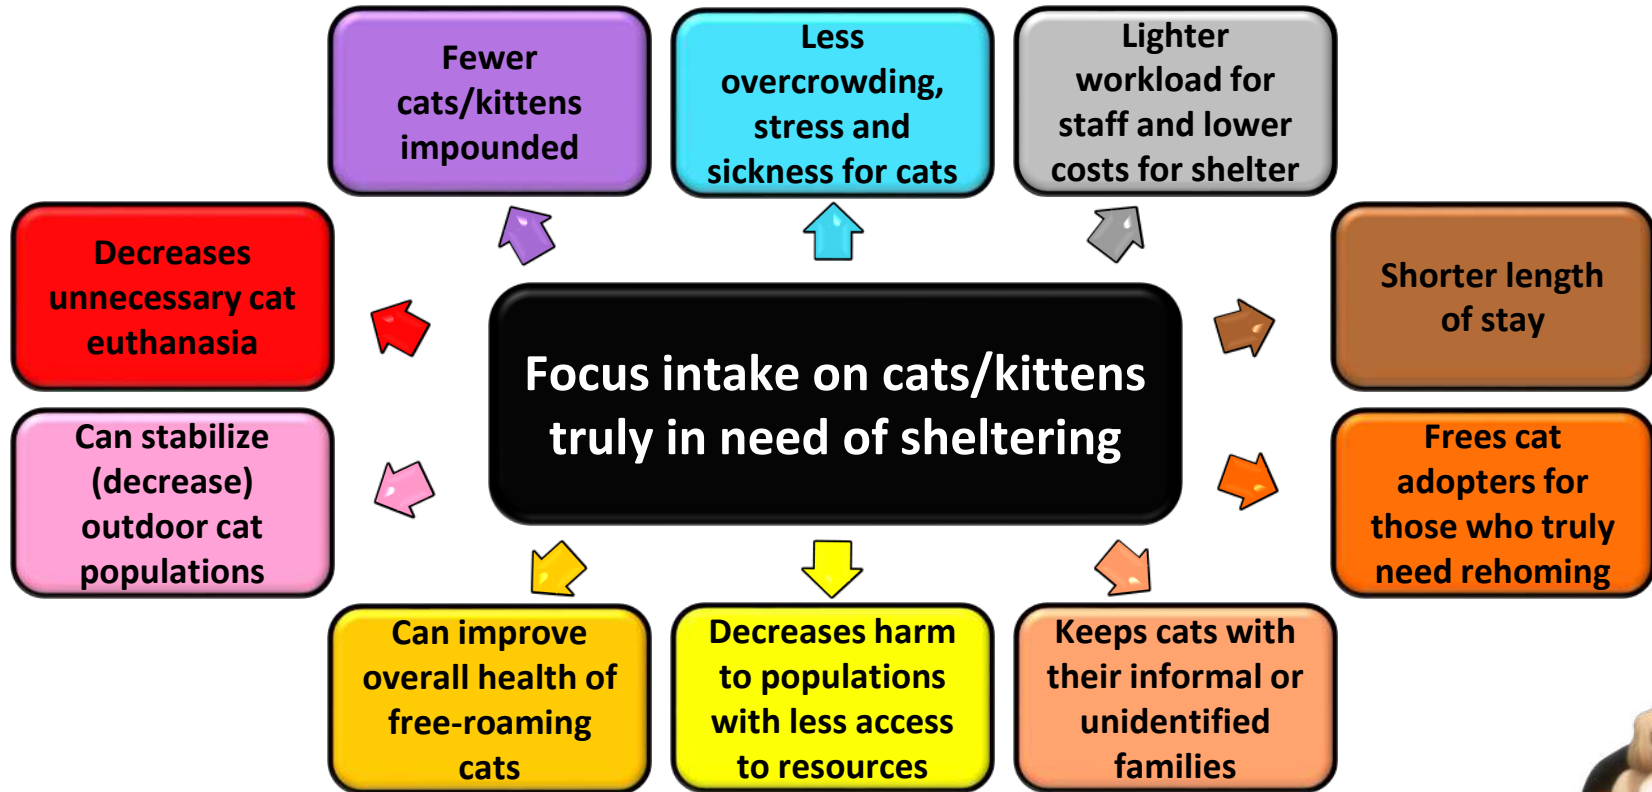 Fewer
cats/kittens
impounded
Less
overcrowding,
stress and
sickness for cats
Lighter
workload for
staff and lower
costs for shelter
Decreases
unnecessary cat
euthanasia
Shorter length
of stay
Focus intake on cats/kittens
truly in need of sheltering
Can stabilize
(decrease)
outdoor cat
populations
Frees cat
adopters for
those who truly
need rehoming
Can improve
overall health of
free-roaming
cats
Decreases harm
to populations
with less access
to resources
Keeps cats with
their informal or
unidentified
families